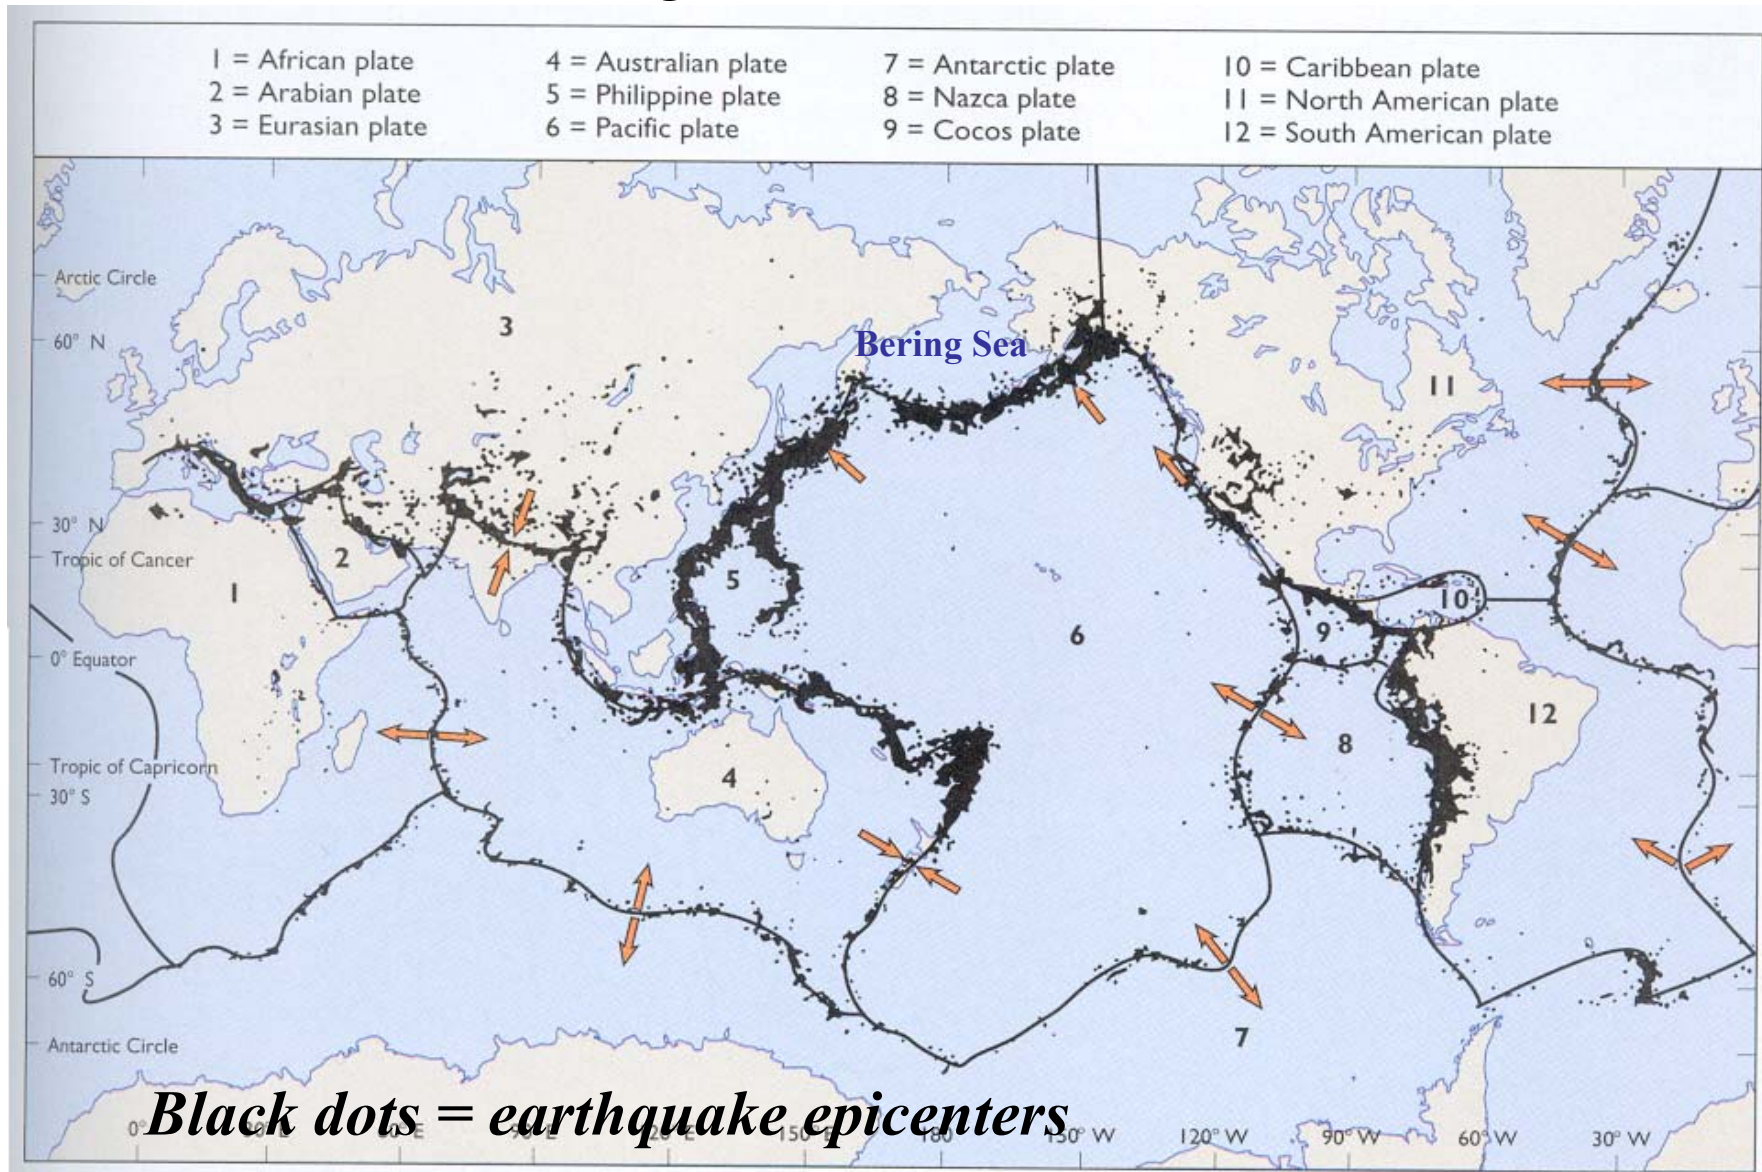 1 = African plate
2 = Arabian plate
3 = Eurasian plate
4 = Australian plate
5 = Philippine plate
6 = Pacific plate
7 = Antarctic plate
8 = Nazca plate
9 = Cocos plate
10 = Caribbean plate
11 = North American plate
12 = South American plate
Arctic Circle
3
Bering Sea
60° N
11
30° N
2
Tropic of Cancer
5
1
10
9
6
0° Equator
12
8
4
Tropic of Capricorn
30° S
60° S
7
Antarctic Circle
Black dots = earthquake epicenters
0°
150° W
120° W
90° W
60° W
30° W